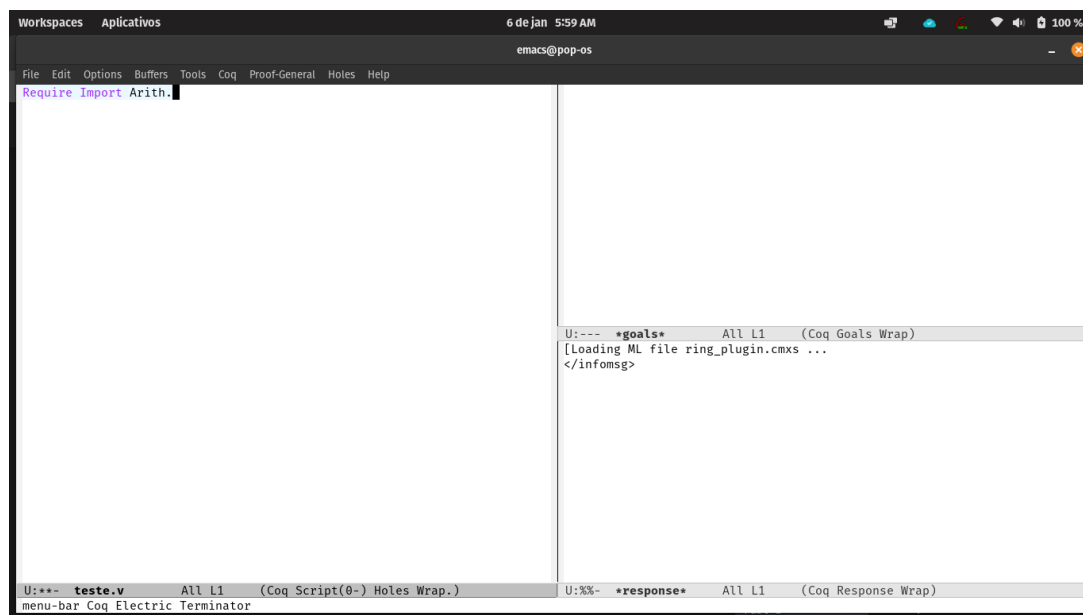 Workspaces Aplicativos 6 de jan 5:59 AM 100 %
emacs@pop-os
File Edit Options Buffers Tools Coq Proof-General Holes Help
Require Import Arith.
U:--- *goals* All L1 (Coq Goals Wrap)
[Loading ML file ring_plugin.cmxs ...
</infomsg>
U:**- teste.v All L1 (Coq Script(0-) Holes Wrap.)
U:%%- *response* All L1 (Coq Response Wrap)
menu-bar Coq Electric Terminator